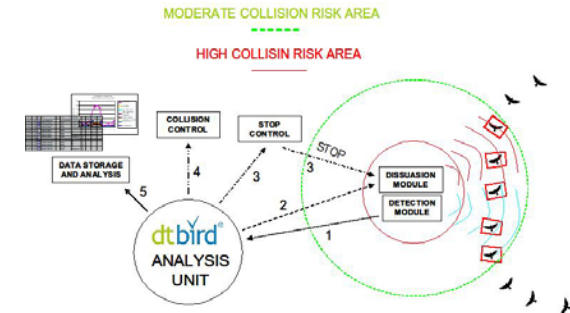 MODERATE COLLISION RISK AREA
HIGH COLLISIN RISK AREA
COLLISION
CONTROL
STOP
CONTROL
STOP
DATA STORAGE
AND ANALYSIS
4
3
3
DISSUASION
MODULE
DETECTION
MODULE
5
2
1
dtbird®
ANALYSIS
UNIT